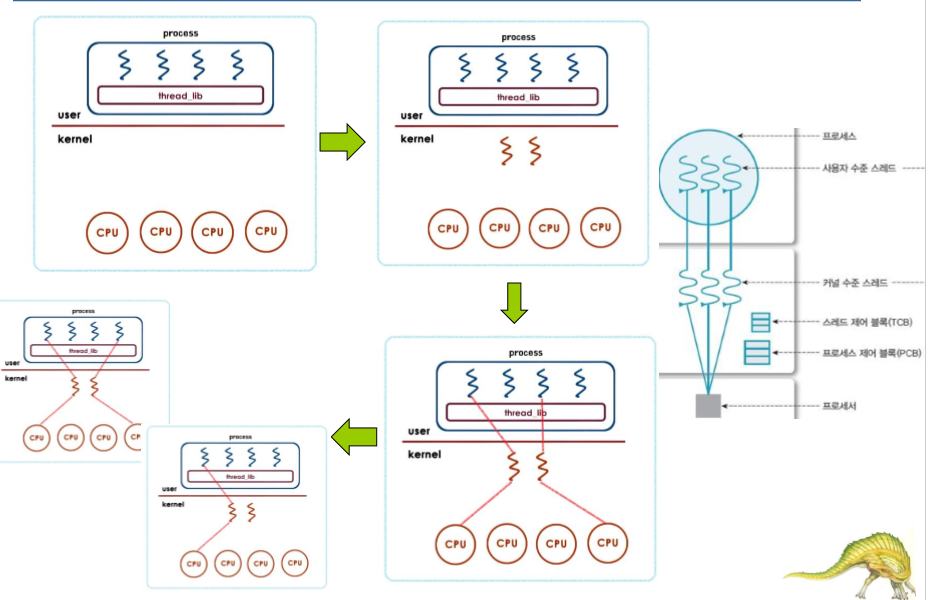 process
thread_lib
user
kernel
CPU
CPU
CPU
CPU
process
thread_lib
user
kernel
CPU
CPU
CPU
CPU
프로세스
사용자 수준 스레드
커널 수준 스레드
스레드 제어 블록(TCB)
프로세스 제어 블록(PCB)
프로세서
process
thread_lib
user
kernel
CPU
CPU
CPU
CPU
process
thread_lib
user
kernel
CPU
CPU
CPU
CP
process
thread_lib
user
kernel
CPU
CPU
CPU
CPU